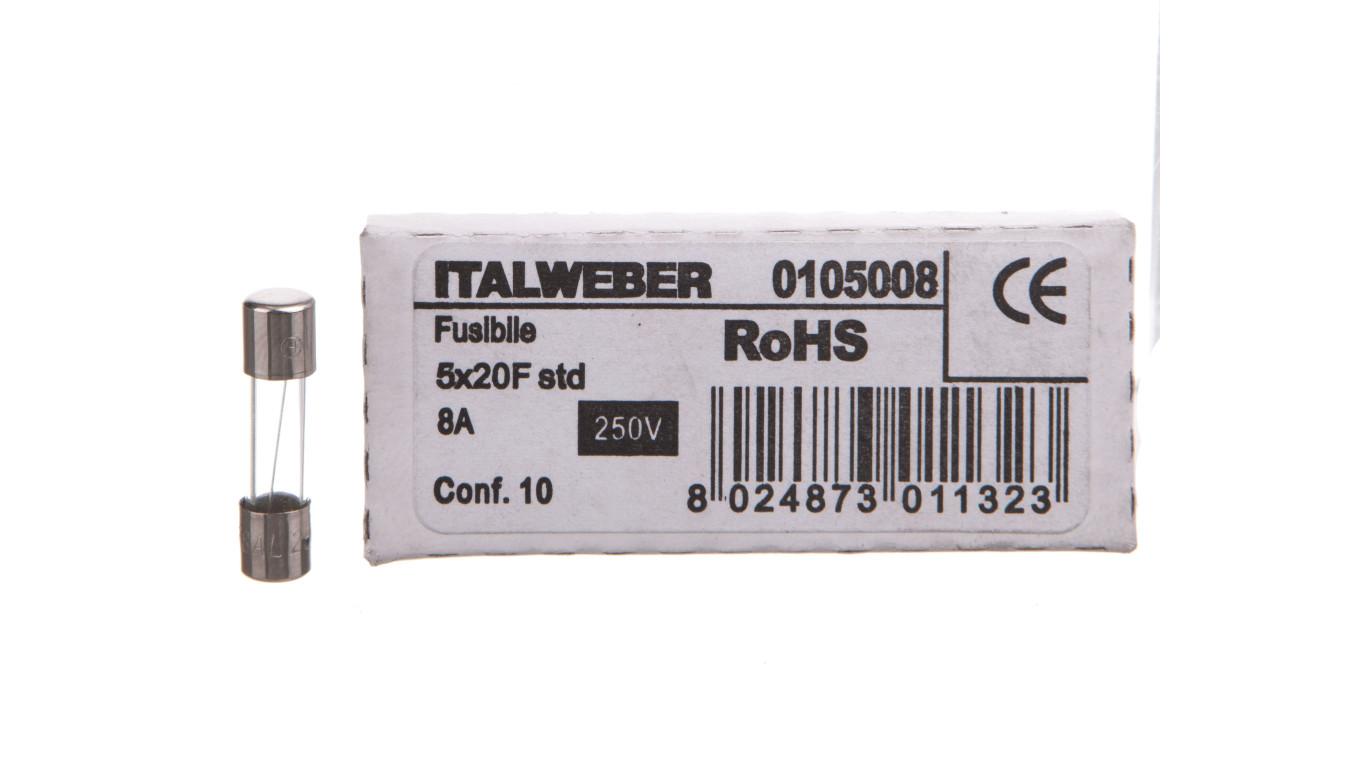 ITALWEBER 0105008 CE
Fusibile
RoHS
5x20F std
8A
250V
Conf. 10
8 024873 011323